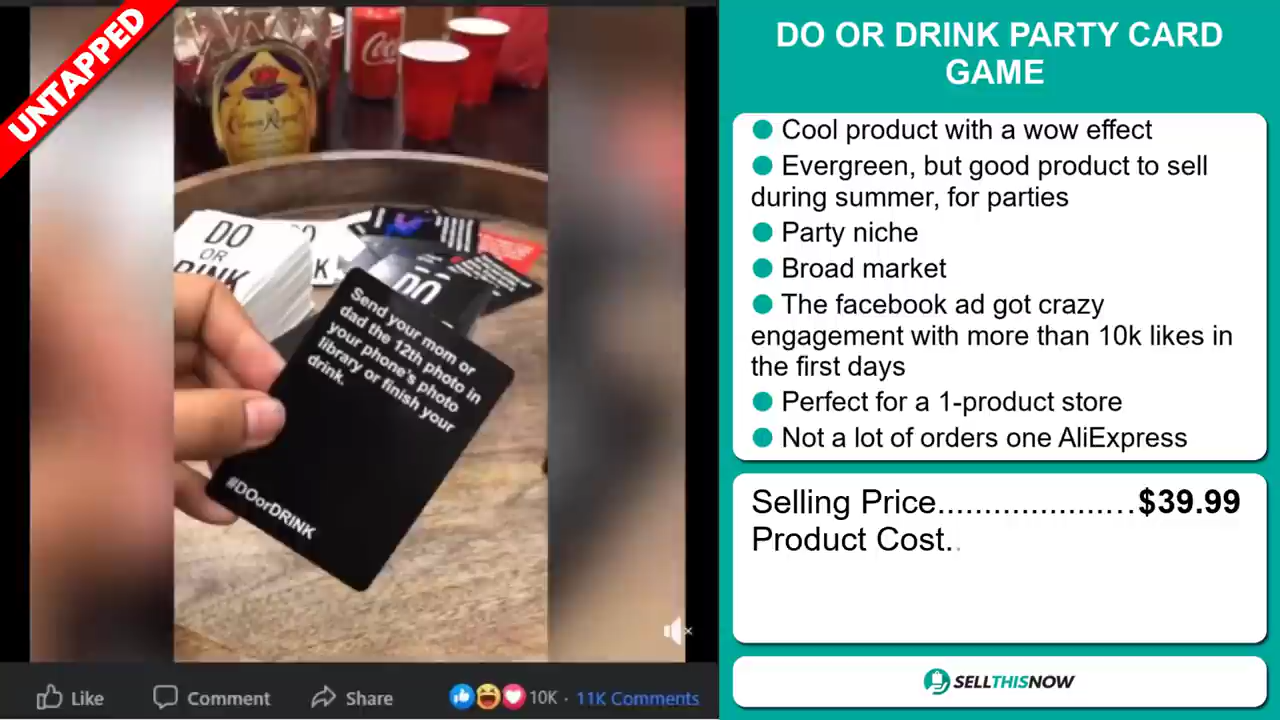 UNTAPPED
Coca
Crown Royal
DO
OR
DRINK
DO
Send your mom or
dad the 12th photo in
your phone's photo
library or finish your
drink.
#DOorDRINK
Like
Comment
Share
10K · 11K Comments
DO OR DRINK PARTY CARD
GAME
Cool product with a wow effect
Evergreen, but good product to sell
during summer, for parties
Party niche
Broad market
The facebook ad got crazy
engagement with more than 10k likes in
the first days
Perfect for a 1-product store
Not a lot of orders one AliExpress
Selling Price.......................$39.99
Product Cost..
SELLTHISNOW